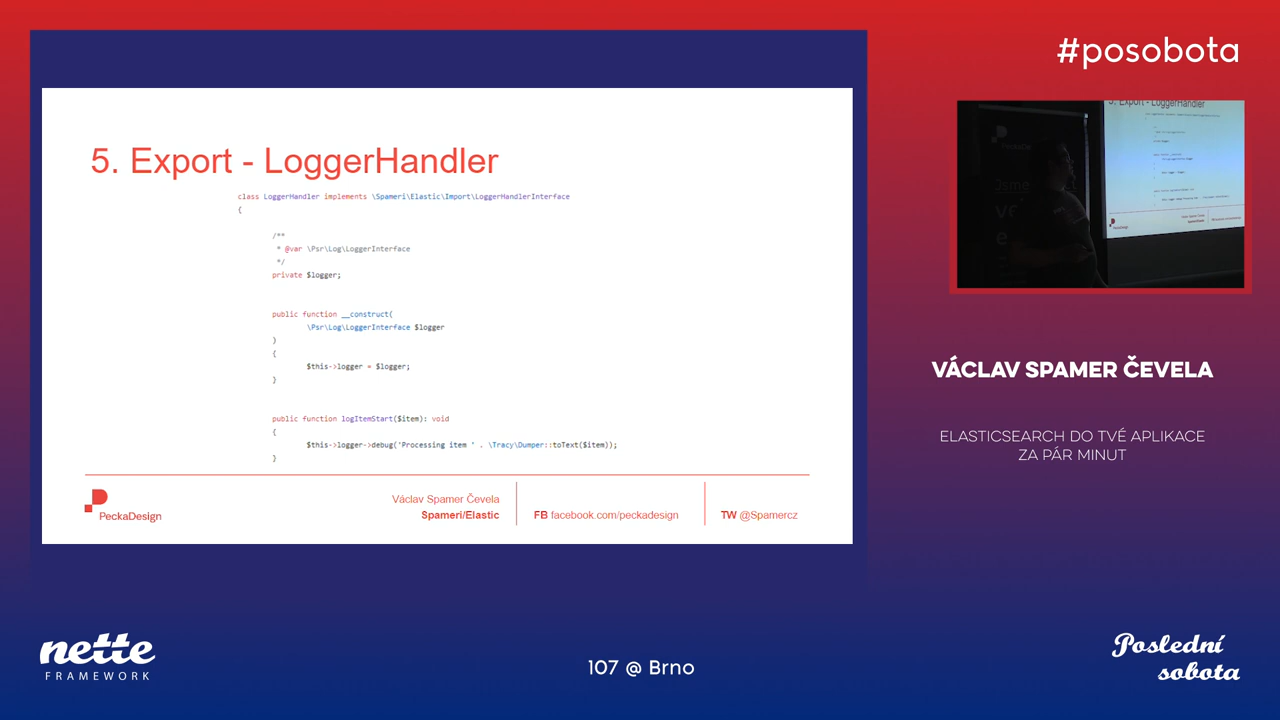 #posobota
5. Export - LoggerHandler
class LoggerHandler implements \Spameri\Elastic\Import\LoggerHandlerInterface
{
/**
* @var \Psr\Log\LoggerInterface
*/
private $logger;
public function __construct(
\Psr\Log\LoggerInterface $logger
)
{
$this->logger = $logger;
}
public function logItemStart($item): void
{
$this->logger->debug('Processing item ' . \Tracy\Dumper::toText($item));
}
PeckaDesign
Václav Spamer Čevela
Spameri/Elastic
FB facebook.com/peckadesign
TW @Spamercz
5. Export - LoggerHandler
VÁCLAV SPAMER ČEVELA
ELASTICSEARCH DO TVÉ APLIKACE
ZA PÁR MINUT
nette
FRAMEWORK
107 @ Brno
Poslední
sobota